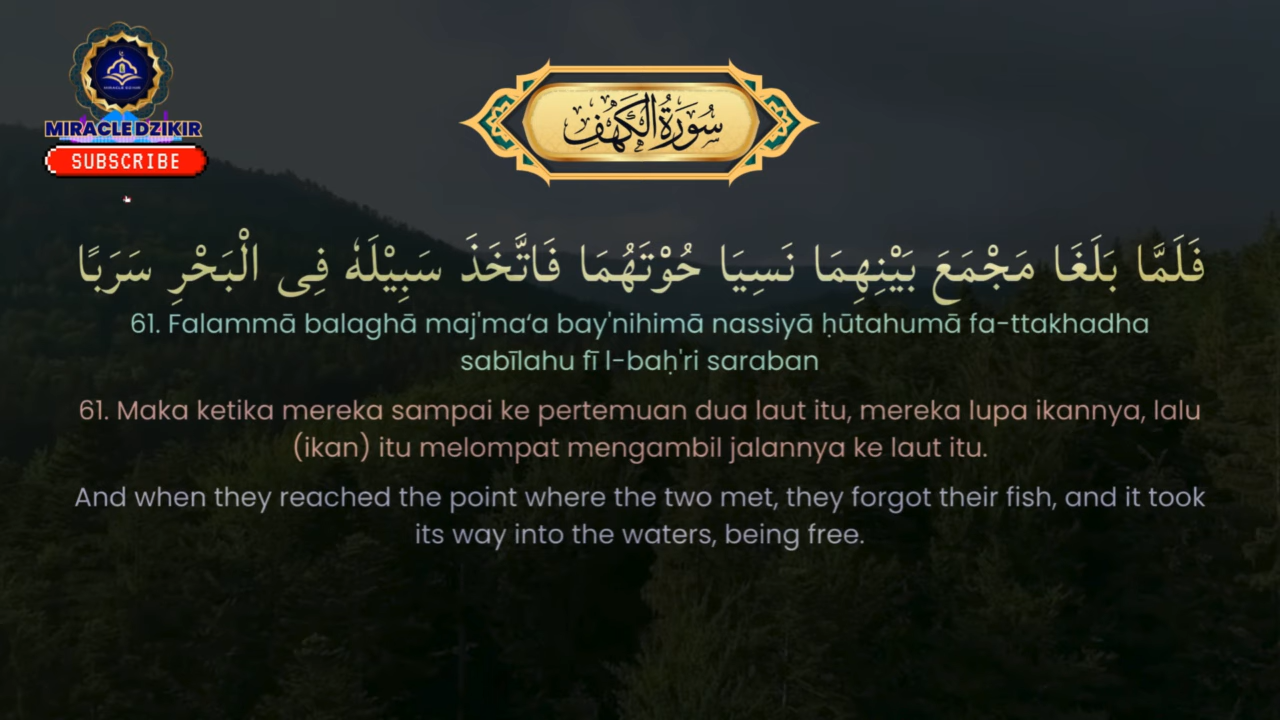 MIRACLE DZIKIR
MIRACLE DZIKIR
SUBSCRIBE
سُوْرَةُ الْكَهْفِ
فَلَمَّا بَلَغَا مَجْمَعَ بَيْنِهِمَا نَسِيَا حُوْتَهُمَا فَاتَّخَذَ سَبِيْلَهٗ فِى الْبَحْرِ سَرَبًا
61. Falammā balaghā maj'ma‘a bay'nihimā nassiyā ḥūtahumā fa-ttakhadha
sabīlahu fī l-baḥ'ri saraban
61. Maka ketika mereka sampai ke pertemuan dua laut itu, mereka lupa ikannya, lalu
(ikan) itu melompat mengambil jalannya ke laut itu.
And when they reached the point where the two met, they forgot their fish, and it took
its way into the waters, being free.